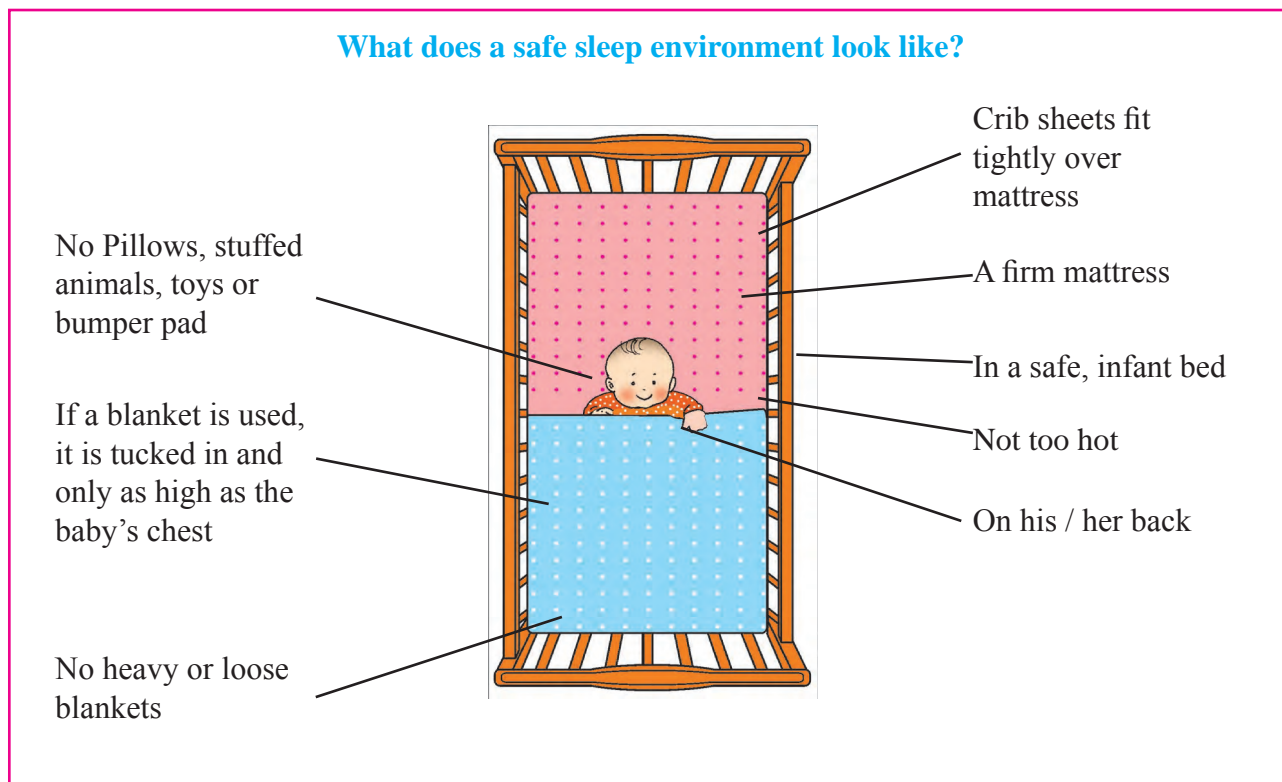 What does a safe sleep environment look like?
No Pillows, stuffed
animals, toys or
bumper pad
If a blanket is used,
it is tucked in and
only as high as the
baby’s chest
No heavy or loose
blankets
Crib sheets fit
tightly over
mattress
A firm mattress
In a safe, infant bed
Not too hot
On his / her back